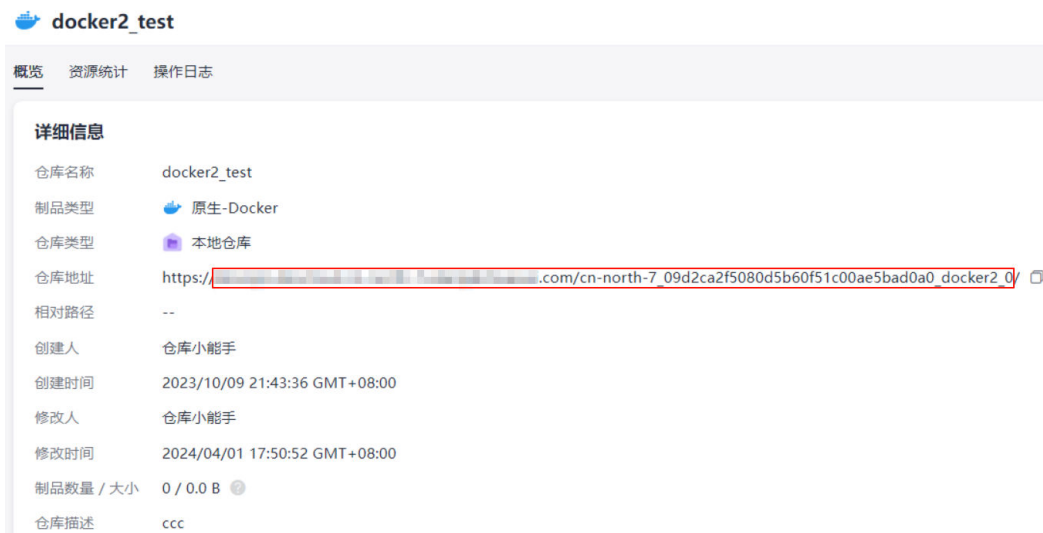 docker2_test
概览 资源统计 操作日志
详细信息
仓库名称 docker2_test
制品类型 原生-Docker
仓库类型 本地仓库
仓库地址 https:// .com/cn-north-7_09d2ca2f5080d5b60f51c00ae5bad0a0_docker2_0/
相对路径 --
创建人 仓库小能手
创建时间 2023/10/09 21:43:36 GMT+08:00
修改人 仓库小能手
修改时间 2024/04/01 17:50:52 GMT+08:00
制品数量 / 大小 0 / 0.0 B ?
仓库描述 ccc